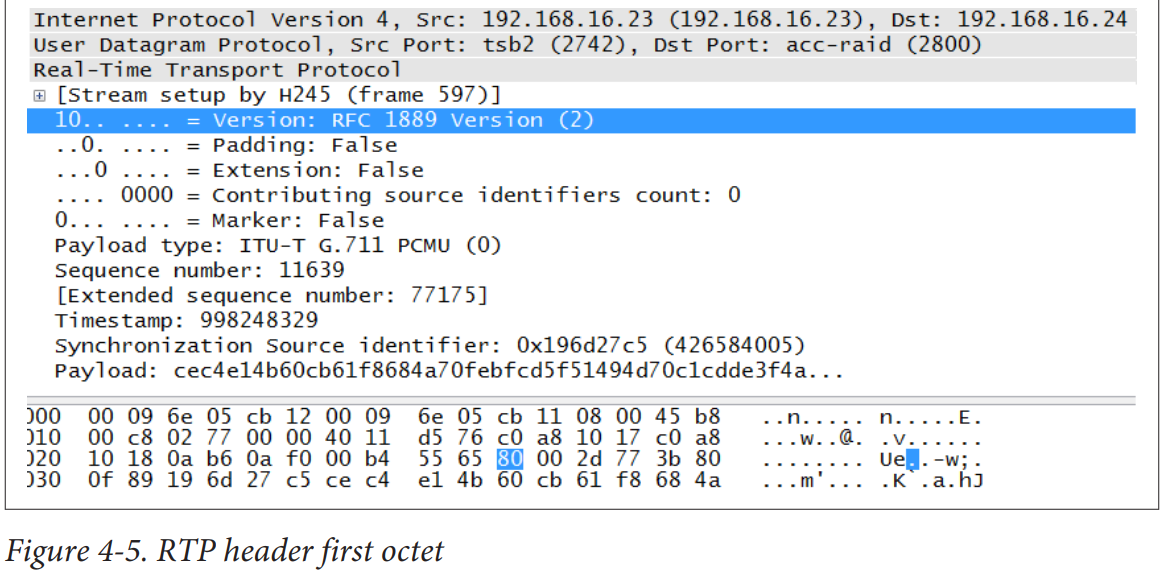 Internet Protocol Version 4, Src: 192.168.16.23 (192.168.16.23), Dst: 192.168.16.24
User Datagram Protocol, Src Port: tsb2 (2742), Dst Port: acc-raid (2800)
Real-Time Transport Protocol
[Stream setup by H245 (frame 597)]
10.. .... = Version: RFC 1889 Version (2)
..0. .... = Padding: False
...0 .... = Extension: False
.... 0000 = Contributing source identifiers count: 0
0... .... = Marker: False
Payload type: ITU-T G.711 PCMU (0)
Sequence number: 11639
[Extended sequence number: 77175]
Timestamp: 998248329
Synchronization Source identifier: 0x196d27c5 (426584005)
Payload: cec4e14b60cb61f8684a70febfcd5f51494d70c1cdde3f4a...
000 00 09 6e 05 cb 12 00 09 6e 05 cb 11 08 00 45 b8 ..n..... n.....E.
010 00 c8 02 77 00 00 40 11 d5 76 c0 a8 10 17 c0 a8 ...w..@. .v......
020 10 18 0a b6 0a f0 00 b4 55 65 80 00 2d 77 3b 80 ........ Ue..-w;.
030 0f 89 19 6d 27 c5 ce c4 e1 4b 60 cb 61 f8 68 4a ...m'... .K`.a.hJ
Figure 4-5. RTP header first octet